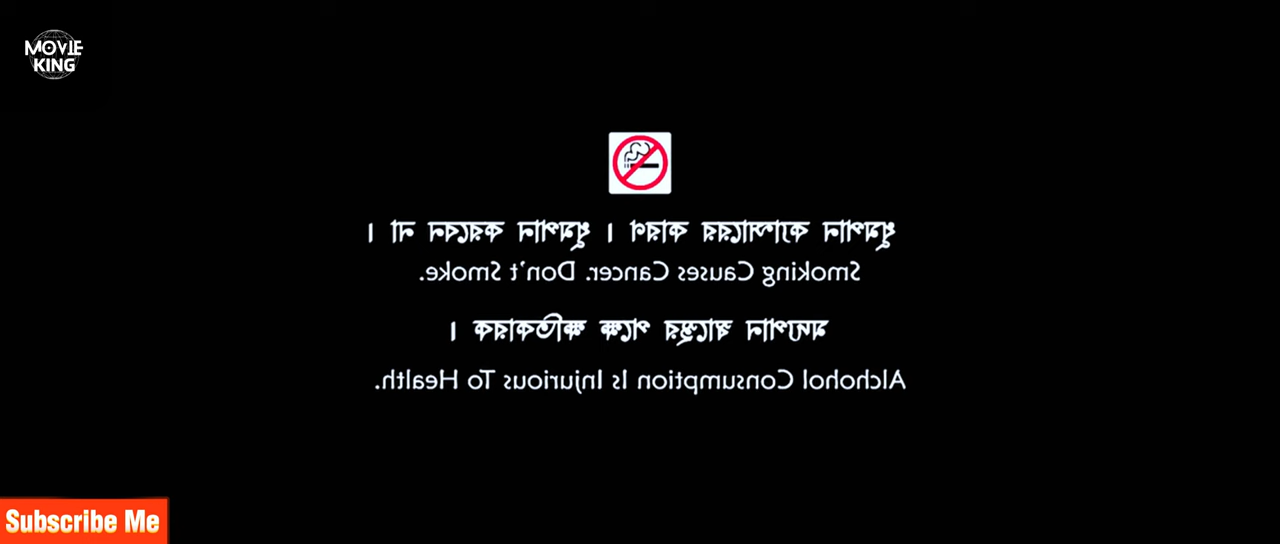 MOVIE
KING
ধূমপান ক্যান্সারের কারণ । ধূমপান করবেন না ।
Smoking Causes Cancer. Don't Smoke.
মদ্যপান স্বাস্থ্যের পক্ষে ক্ষতিকারক ।
Alchohol Consumption Is Injurious To Health.
Subscribe Me